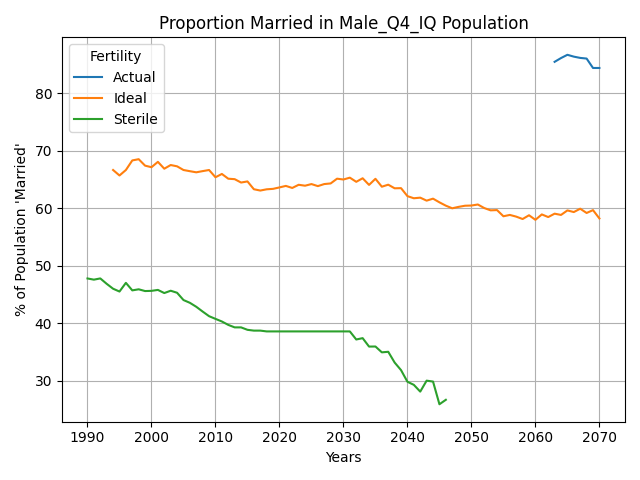 Proportion Married in Male_Q4_IQ Population
Fertility
Actual
Ideal
Sterile
% of Population 'Married'
80
70
60
50
40
30
1990 2000 2010 2020 2030 2040 2050 2060 2070
Years